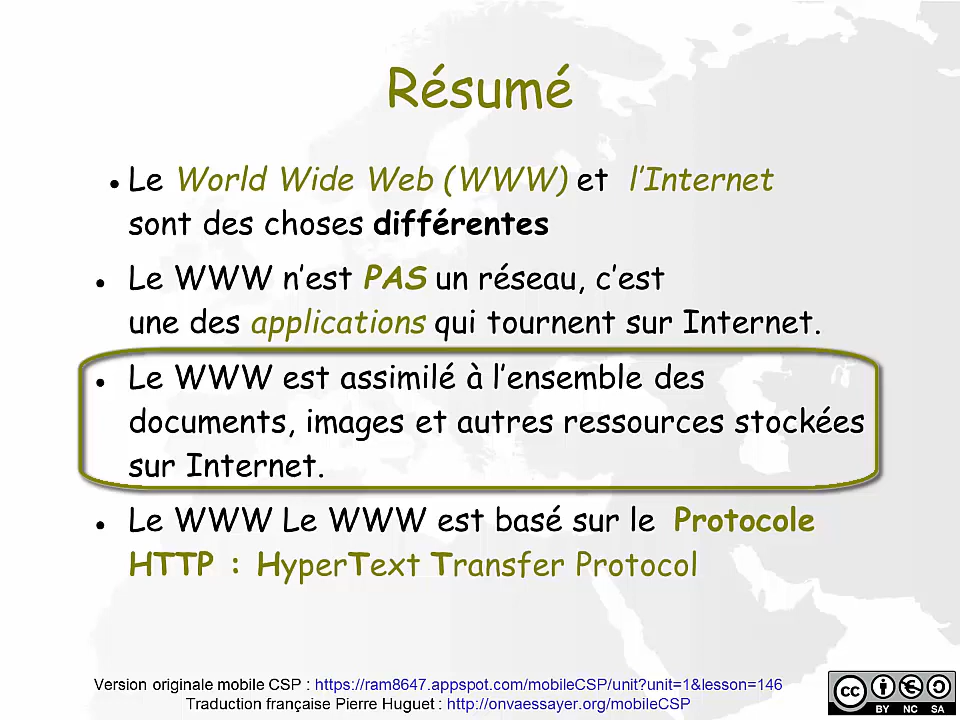 Résumé
• Le World Wide Web (WWW) et l'Internet
sont des choses différentes
• Le WWW n'est PAS un réseau, c'est
une des applications qui tournent sur Internet.
• Le WWW est assimilé à l'ensemble des
documents, images et autres ressources stockées
sur Internet.
• Le WWW Le WWW est basé sur le Protocole
HTTP : HyperText Transfer Protocol
Version originale mobile CSP : https://ram8647.appspot.com/mobileCSP/unit?unit=1&lesson=146
Traduction française Pierre Huguet : http://onvaessayer.org/mobileCSP
cc
BY NC SA